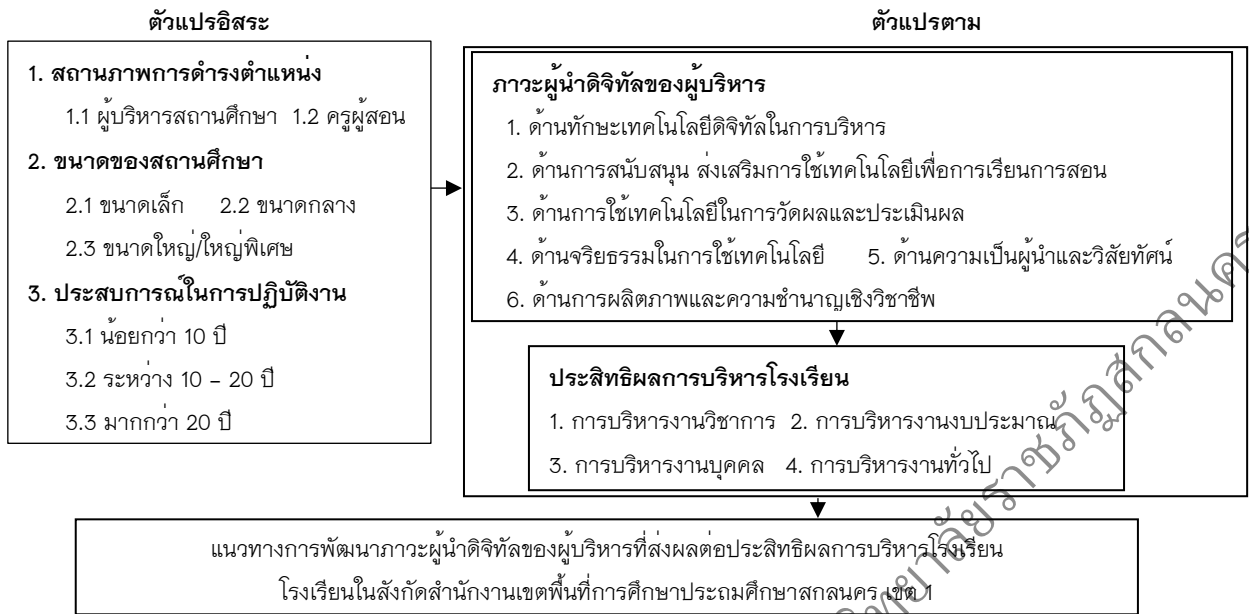 ตัวแปรอิสระ
1. สถานภาพการดำรงตำแหน่ง
1.1 ผู้บริหารสถานศึกษา 1.2 ครูผู้สอน
2. ขนาดของสถานศึกษา
2.1 ขนาดเล็ก 2.2 ขนาดกลาง
2.3 ขนาดใหญ่/ใหญ่พิเศษ
3. ประสบการณ์ในการปฏิบัติงาน
3.1 น้อยกว่า 10 ปี
3.2 ระหว่าง 10 – 20 ปี
3.3 มากกว่า 20 ปี
ตัวแปรตาม
ภาวะผู้นำดิจิทัลของผู้บริหาร
1. ด้านทักษะเทคโนโลยีดิจิทัลในการบริหาร
2. ด้านการสนับสนุน ส่งเสริมการใช้เทคโนโลยีเพื่อการเรียนการสอน
3. ด้านการใช้เทคโนโลยีในการวัดผลและประเมินผล
4. ด้านจริยธรรมในการใช้เทคโนโลยี 5. ด้านความเป็นผู้นำและวิสัยทัศน์
6. ด้านการผลิตภาพและความชำนาญเชิงวิชาชีพ
ประสิทธิผลการบริหารโรงเรียน
1. การบริหารงานวิชาการ 2. การบริหารงานงบประมาณ
3. การบริหารงานบุคคล 4. การบริหารงานทั่วไป
แนวทางการพัฒนาภาวะผู้นำดิจิทัลของผู้บริหารที่ส่งผลต่อประสิทธิผลการบริหารโรงเรียน
โรงเรียนในสังกัดสำนักงานเขตพื้นที่การศึกษาประถมศึกษาสกลนคร เขต 1